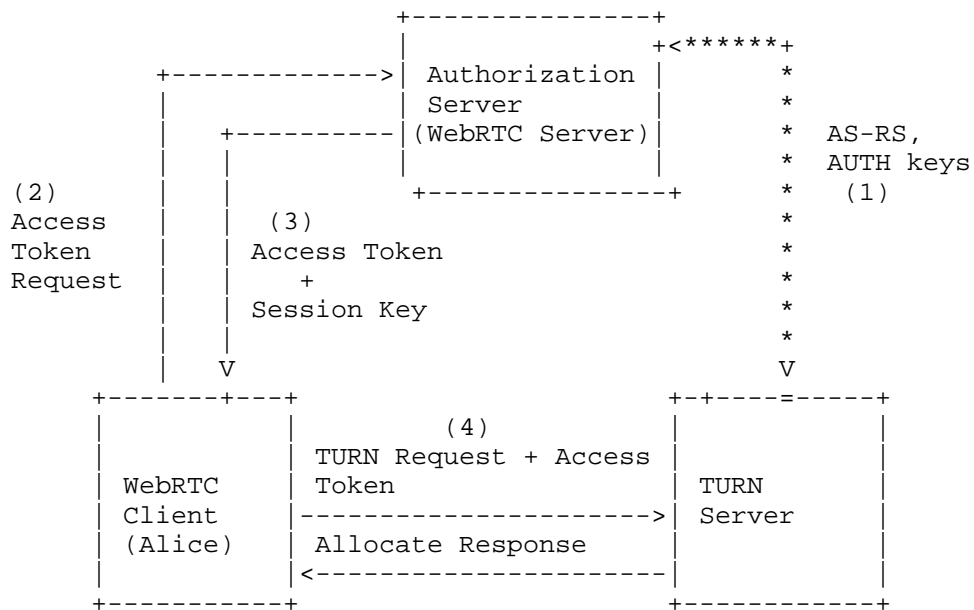 Authorization
Server
(WebRTC Server)
AS-RS,
AUTH keys
(1)
(2)
Access
Token
Request
(3)
Access Token
+
Session Key
(4)
TURN Request + Access
Token
WebRTC
Client
(Alice)
Allocate Response
TURN
Server